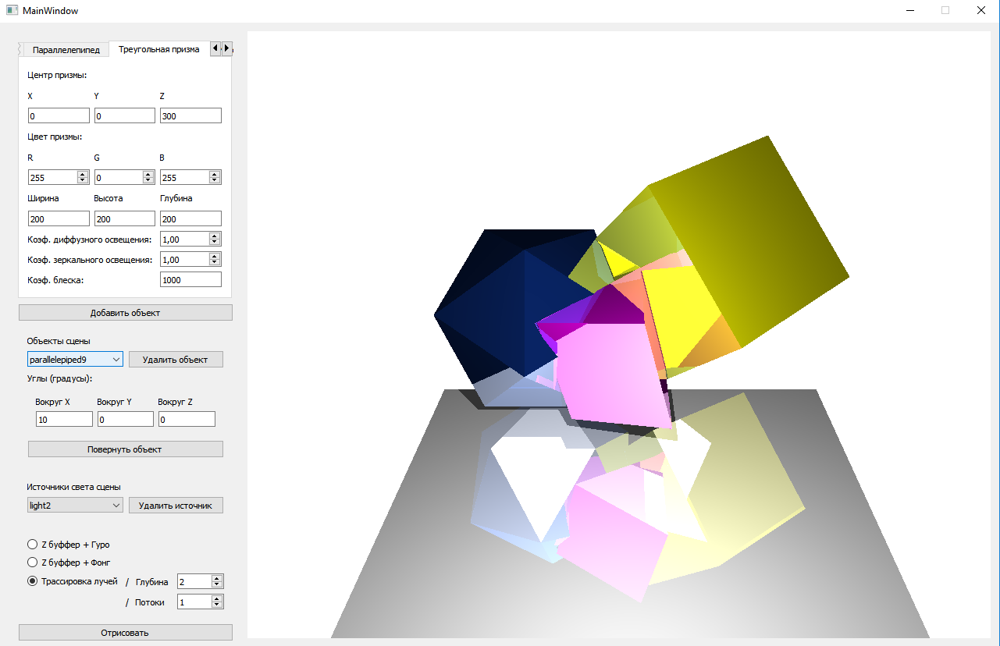 MainWindow
Параллелепипед
Треугольная призма
Центр призмы:
X Y Z
0 0 300
Цвет призмы:
R G B
255 0 255
Ширина Высота Глубина
200 200 200
Коэф. диффузного освещения: 1,00
Коэф. зеркального освещения: 1,00
Коэф. блеска: 1000
Добавить объект
Объекты сцены
parallelepiped9 Удалить объект
Углы (градусы):
Вокруг X Вокруг Y Вокруг Z
10 0 0
Повернуть объект
Источники света сцены
light2 Удалить источник
Z буффер + Гуро
Z буффер + Фонг
Трассировка лучей / Глубина 2
/ Потоки 1
Отрисовать